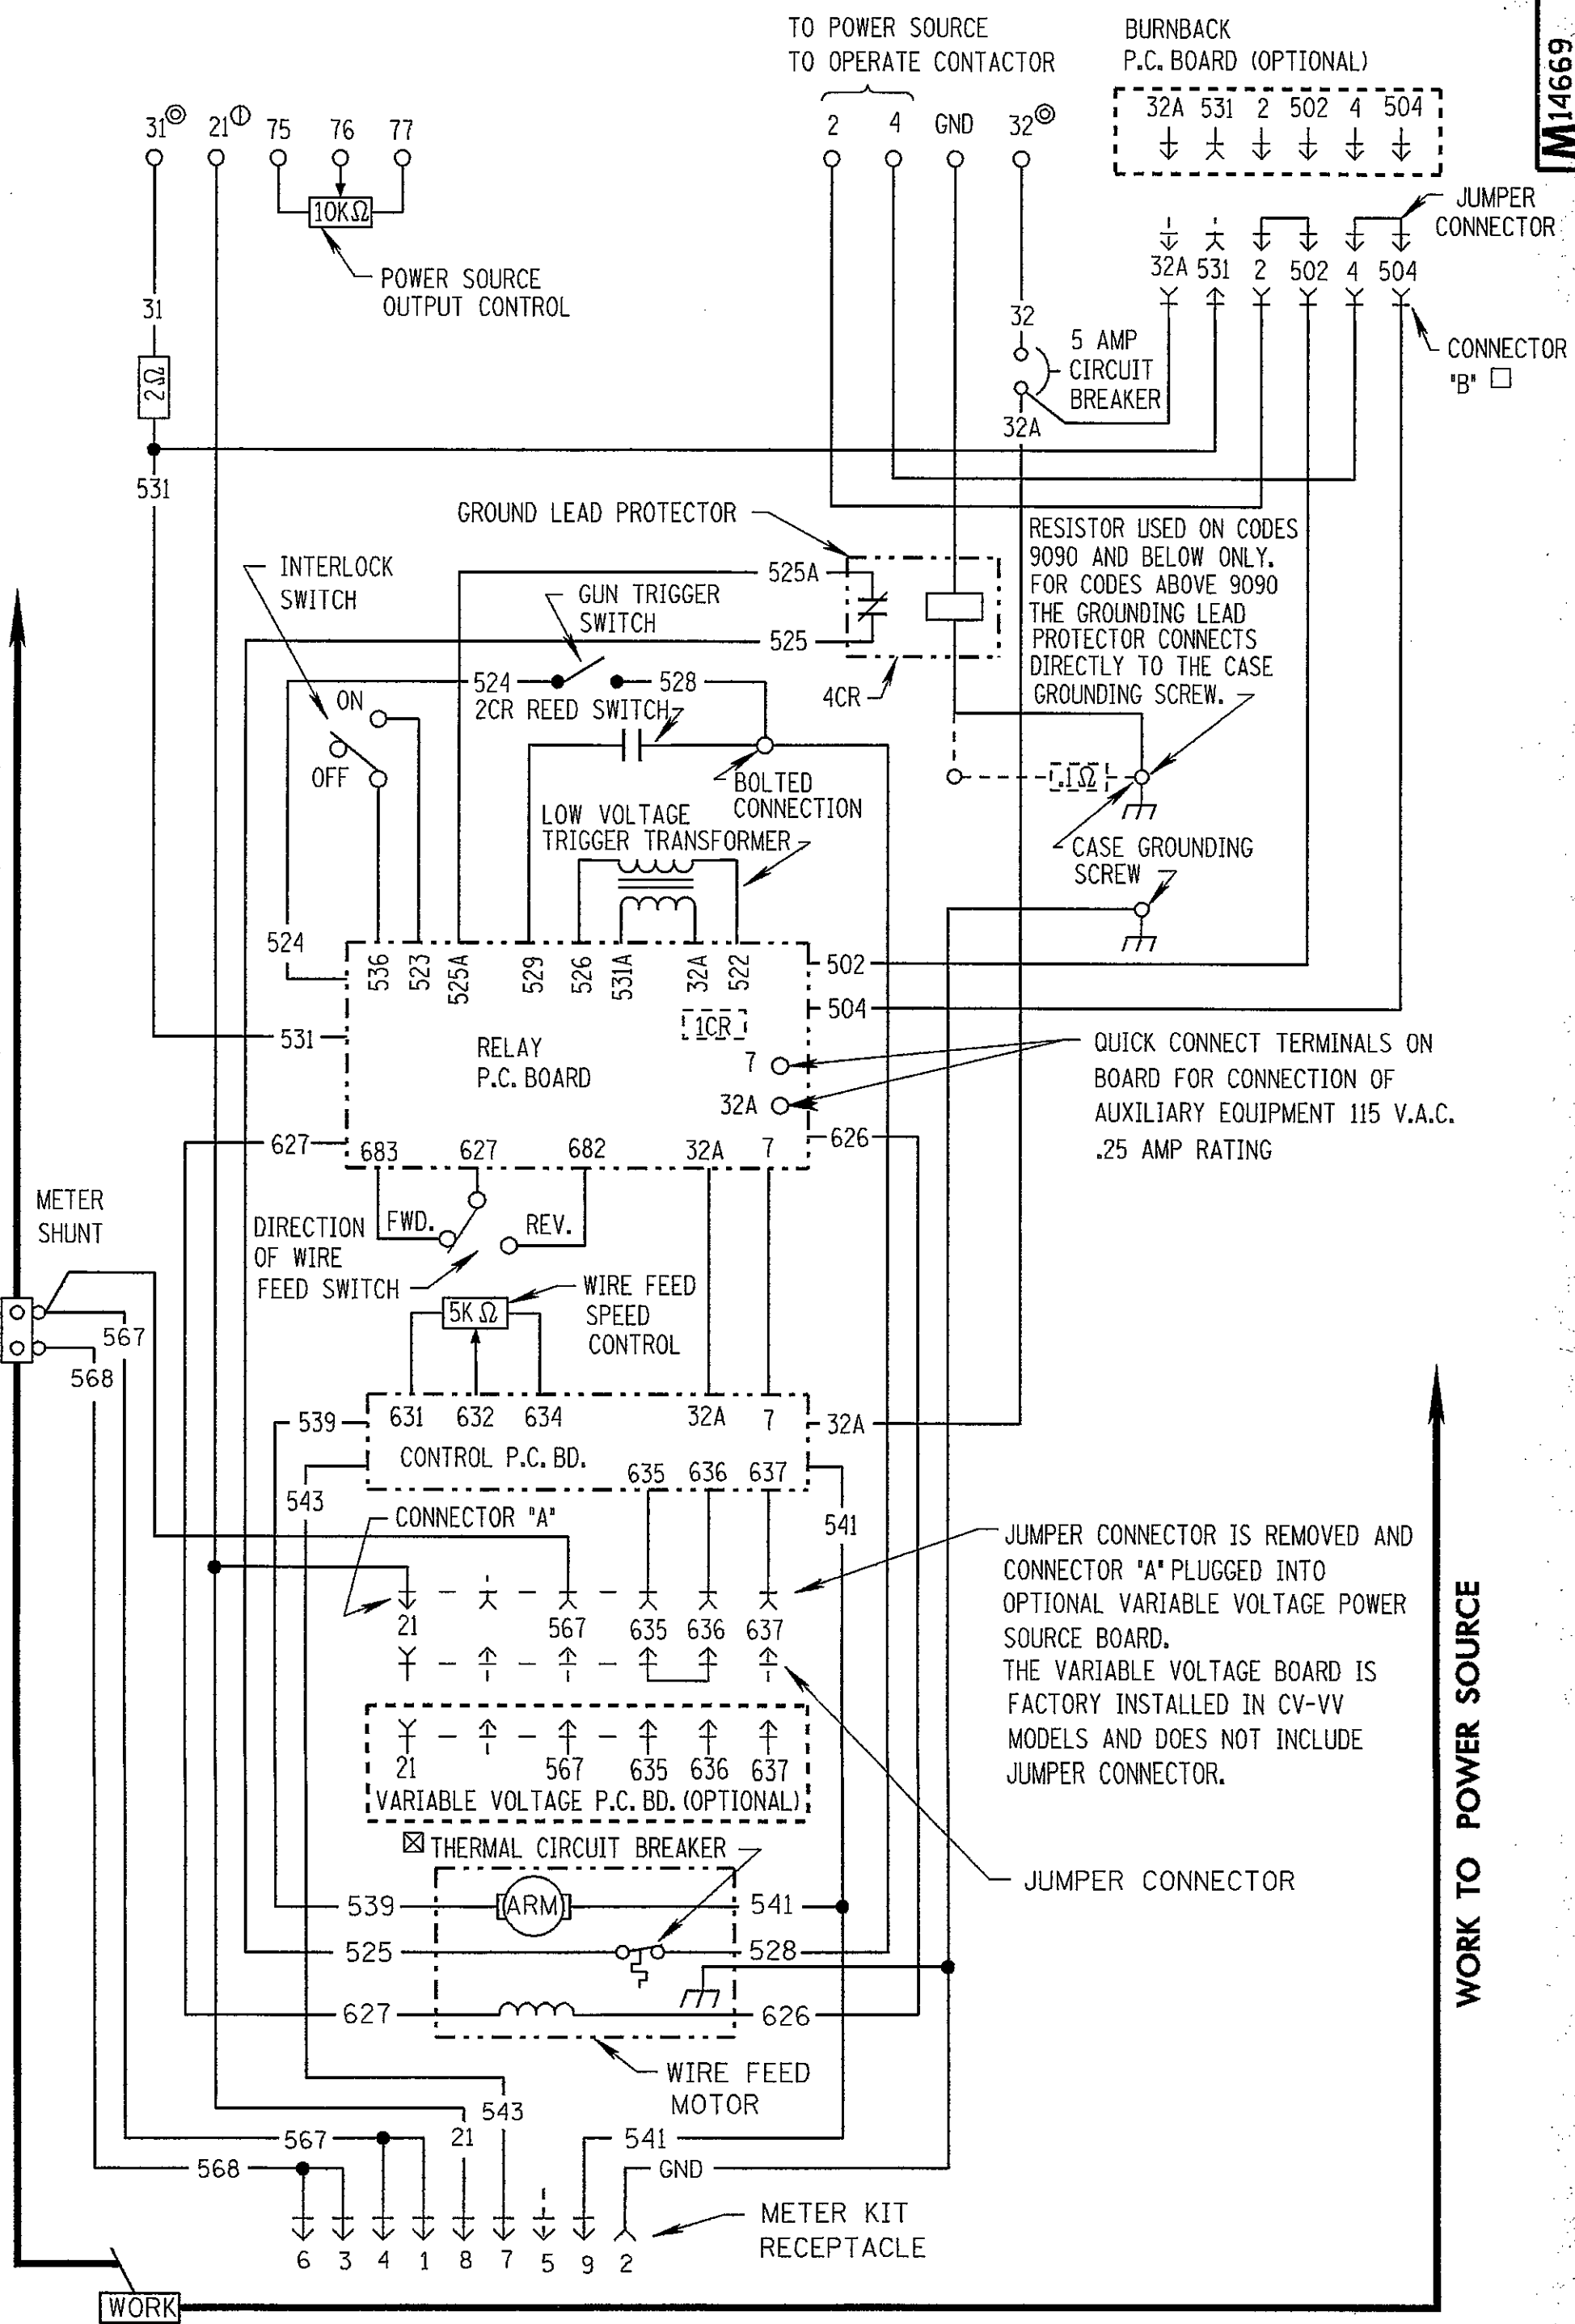 TO POWER SOURCE
TO OPERATE CONTACTOR
BURNBACK
P.C. BOARD (OPTIONAL)
M14669
32A 531 2 502 4 504
31 21 75 76 77
2 4 GND 32
10KΩ
JUMPER
CONNECTOR
POWER SOURCE
OUTPUT CONTROL
32A 531 2 502 4 504
31
32
5 AMP
CIRCUIT
BREAKER
CONNECTOR
"B" □
2Ω
32A
531
GROUND LEAD PROTECTOR
RESISTOR USED ON CODES
9090 AND BELOW ONLY.
FOR CODES ABOVE 9090
THE GROUNDING LEAD
PROTECTOR CONNECTS
DIRECTLY TO THE CASE
GROUNDING SCREW.
INTERLOCK
SWITCH
525A
GUN TRIGGER
SWITCH
525
524
528
4CR
ON
2CR REED SWITCH
OFF
BOLTED
CONNECTION
.1Ω
LOW VOLTAGE
TRIGGER TRANSFORMER
CASE GROUNDING
SCREW
524
536 523 525A 529 526 531A 32A 522
502
504
1CR
531
RELAY
P.C. BOARD
7
32A
QUICK CONNECT TERMINALS ON
BOARD FOR CONNECTION OF
AUXILIARY EQUIPMENT 115 V.A.C.
.25 AMP RATING
627
683 627 682 32A 7
626
METER
SHUNT
DIRECTION
OF WIRE
FEED SWITCH
FWD.
REV.
WIRE FEED
SPEED
CONTROL
5K Ω
567
568
539
631 632 634 32A 7
32A
CONTROL P.C. BD.
635 636 637
543
541
CONNECTOR "A"
JUMPER CONNECTOR IS REMOVED AND
CONNECTOR "A" PLUGGED INTO
OPTIONAL VARIABLE VOLTAGE POWER
SOURCE BOARD.
THE VARIABLE VOLTAGE BOARD IS
FACTORY INSTALLED IN CV-VV
MODELS AND DOES NOT INCLUDE
JUMPER CONNECTOR.
21 567 635 636 637
21 567 635 636 637
VARIABLE VOLTAGE P.C. BD. (OPTIONAL)
WORK TO POWER SOURCE
THERMAL CIRCUIT BREAKER
JUMPER CONNECTOR
539
ARM
541
525
528
627
626
WIRE FEED
MOTOR
543
21
567
541
568
GND
METER KIT
RECEPTACLE
6 3 4 1 8 7 5 9 2
WORK